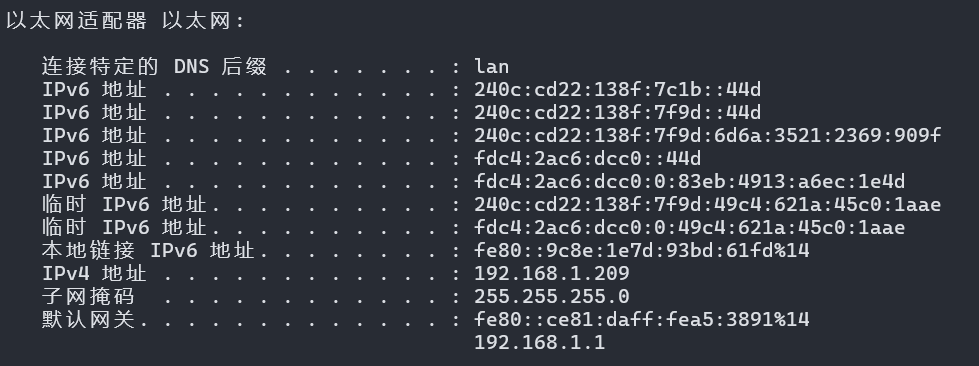 以太网适配器 以太网:
连接特定的 DNS 后缀 . . . . . . . : lan
IPv6 地址 . . . . . . . . . . . . : 240c:cd22:138f:7c1b::44d
IPv6 地址 . . . . . . . . . . . . : 240c:cd22:138f:7f9d::44d
IPv6 地址 . . . . . . . . . . . . : 240c:cd22:138f:7f9d:6d6a:3521:2369:909f
IPv6 地址 . . . . . . . . . . . . : fdc4:2ac6:dcc0::44d
IPv6 地址 . . . . . . . . . . . . : fdc4:2ac6:dcc0:0:83eb:4913:a6ec:1e4d
临时 IPv6 地址. . . . . . . . . . : 240c:cd22:138f:7f9d:49c4:621a:45c0:1aae
临时 IPv6 地址. . . . . . . . . . : fdc4:2ac6:dcc0:0:49c4:621a:45c0:1aae
本地链接 IPv6 地址. . . . . . . . : fe80::9c8e:1e7d:93bd:61fd%14
IPv4 地址 . . . . . . . . . . . . : 192.168.1.209
子网掩码  . . . . . . . . . . . . : 255.255.255.0
默认网关. . . . . . . . . . . . . : fe80::ce81:daff:fea5:3891%14
192.168.1.1